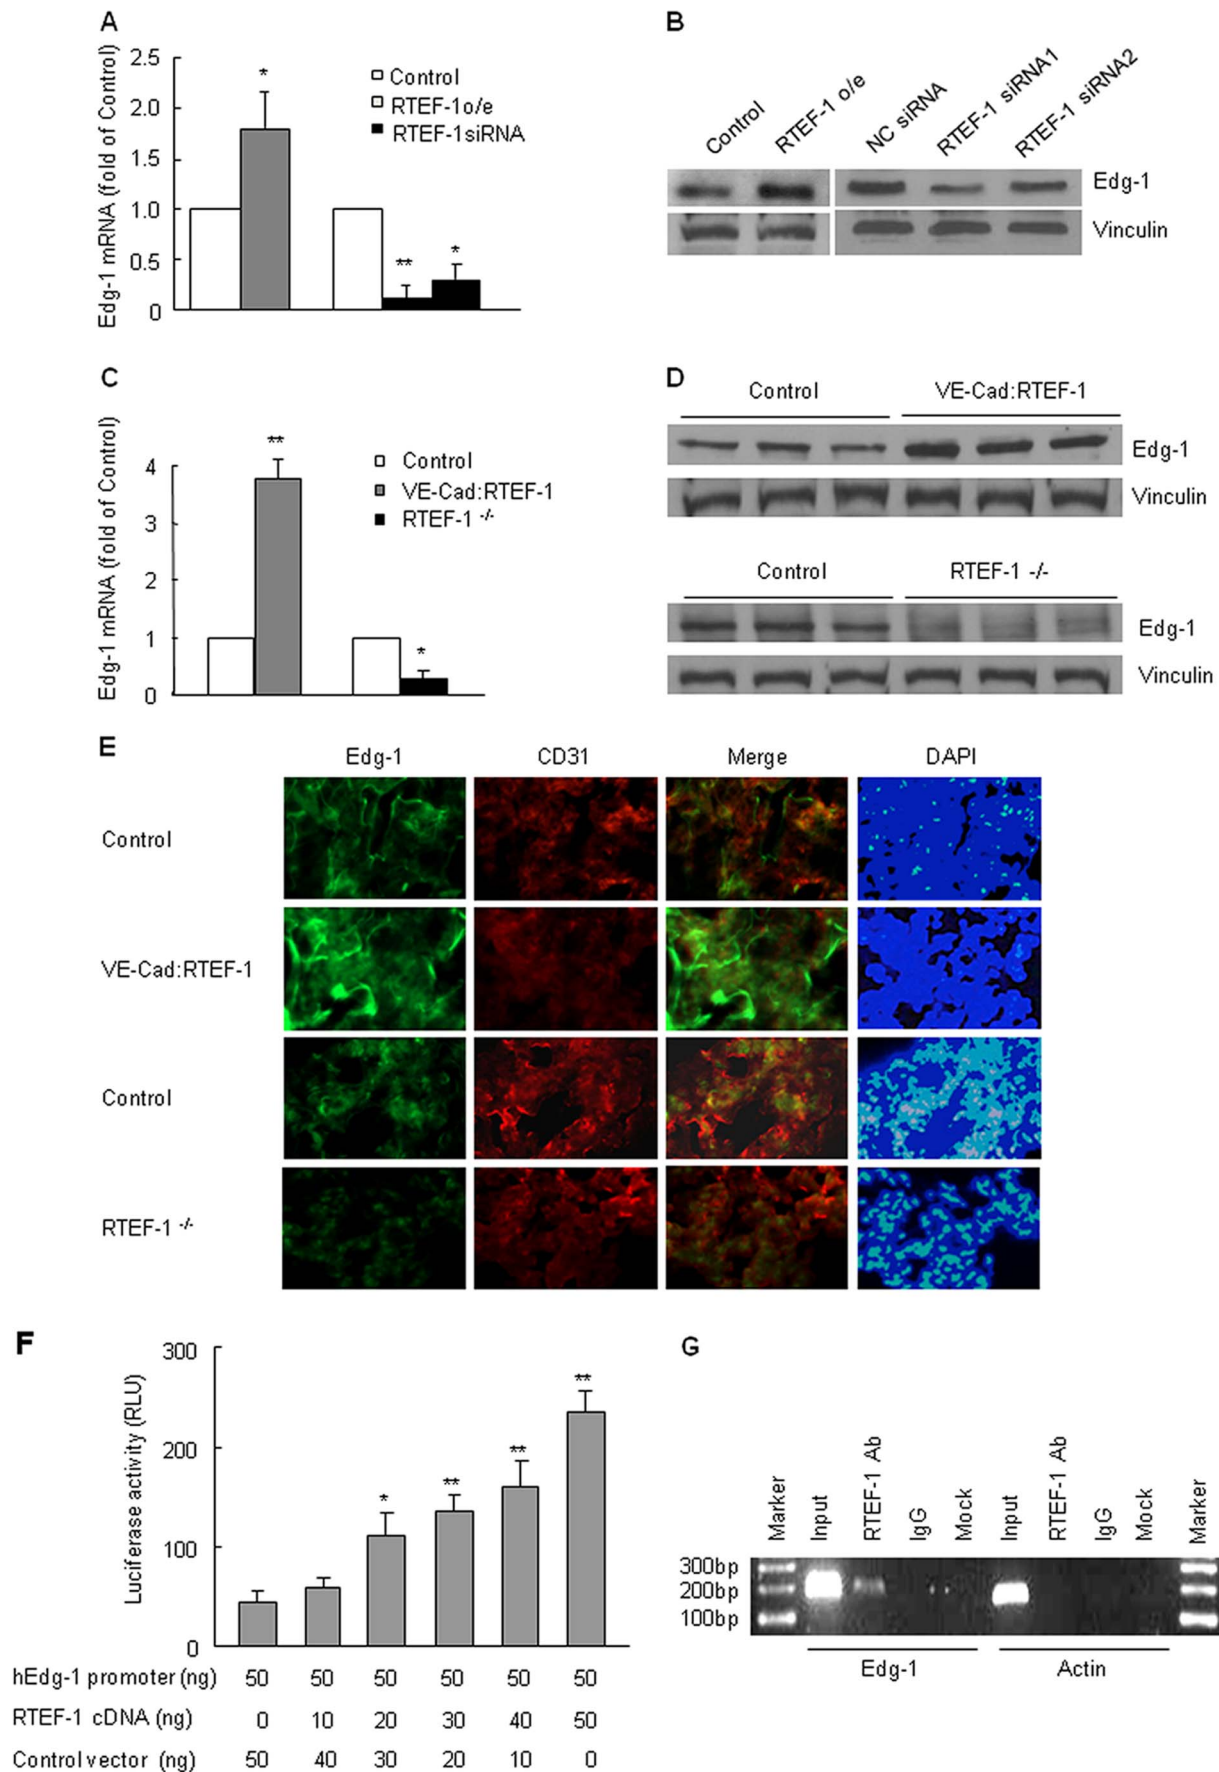 A
Edg-1 mRNA (fold of Control)
2.5
2.0
1.5
1.0
0.5
0
*
**
*
Control
RTEF-1o/e
RTEF-1siRNA
B
Control
RTEF-1 o/e
NC siRNA
RTEF-1 siRNA1
RTEF-1 siRNA2
Edg-1
Vinculin
C
Edg-1 mRNA (fold of Control)
4
3
2
1
0
**
*
Control
VE-Cad:RTEF-1
RTEF-1 -/-
D
Control
VE-Cad:RTEF-1
Edg-1
Vinculin
Control
RTEF-1 -/-
Edg-1
Vinculin
E
Edg-1 CD31 Merge DAPI
Control
VE-Cad:RTEF-1
Control
RTEF-1 -/-
F
Luciferase activity (RLU)
300
200
100
0
*
**
**
**
hEdg-1 promoter (ng) 50 50 50 50 50 50
RTEF-1 cDNA (ng) 0 10 20 30 40 50
Control vector (ng) 50 40 30 20 10 0
G
Marker
Input
RTEF-1 Ab
IgG
Mock
Input
RTEF-1 Ab
IgG
Mock
Marker
300bp
200bp
100bp
Edg-1
Actin